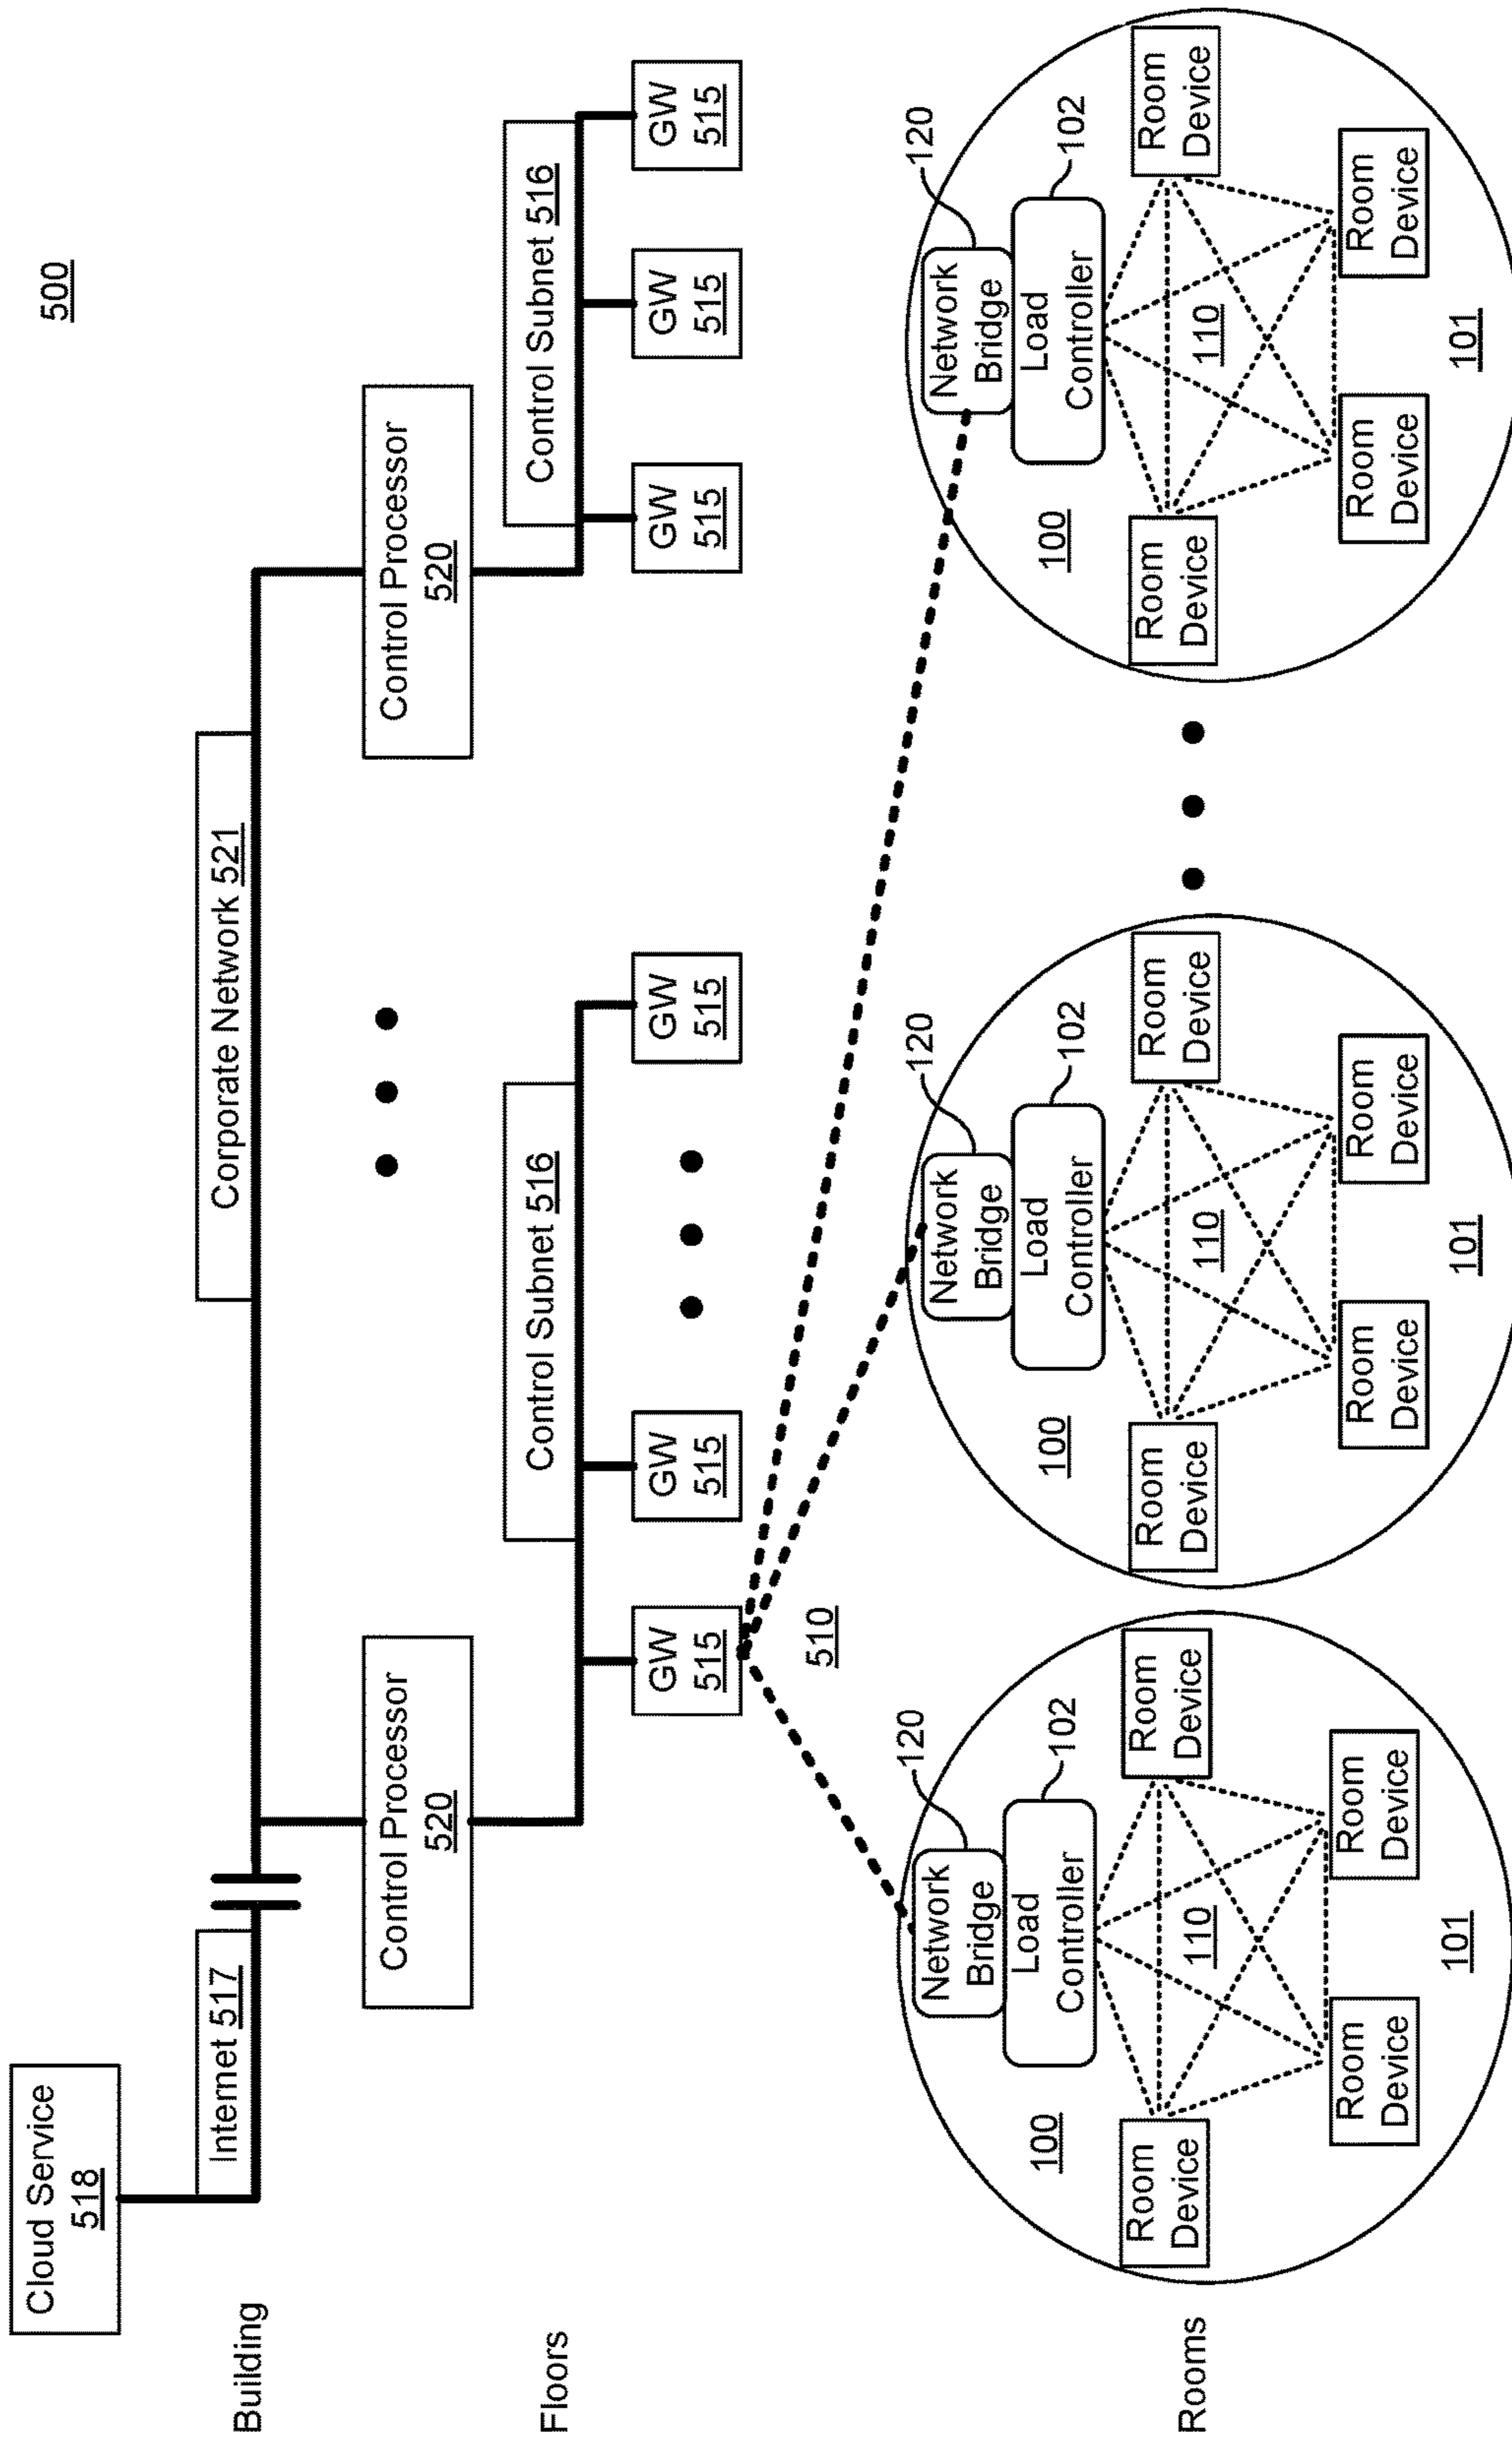 500
Cloud Service
518
Building
Internet 517
Corporate Network 521
Control Processor
520
Control Processor
520
Floors
Control Subnet 516
Control Subnet 516
GW
515
GW
515
GW
515
GW
515
GW
515
GW
515
510
Rooms
100
Network
Bridge
120
Load
Controller
102
Room
Device
110
Room
Device
Room
Device
Room
Device
101
100
Network
Bridge
120
Load
Controller
102
Room
Device
110
Room
Device
Room
Device
Room
Device
101
100
Network
Bridge
120
Load
Controller
102
Room
Device
110
Room
Device
Room
Device
Room
Device
101